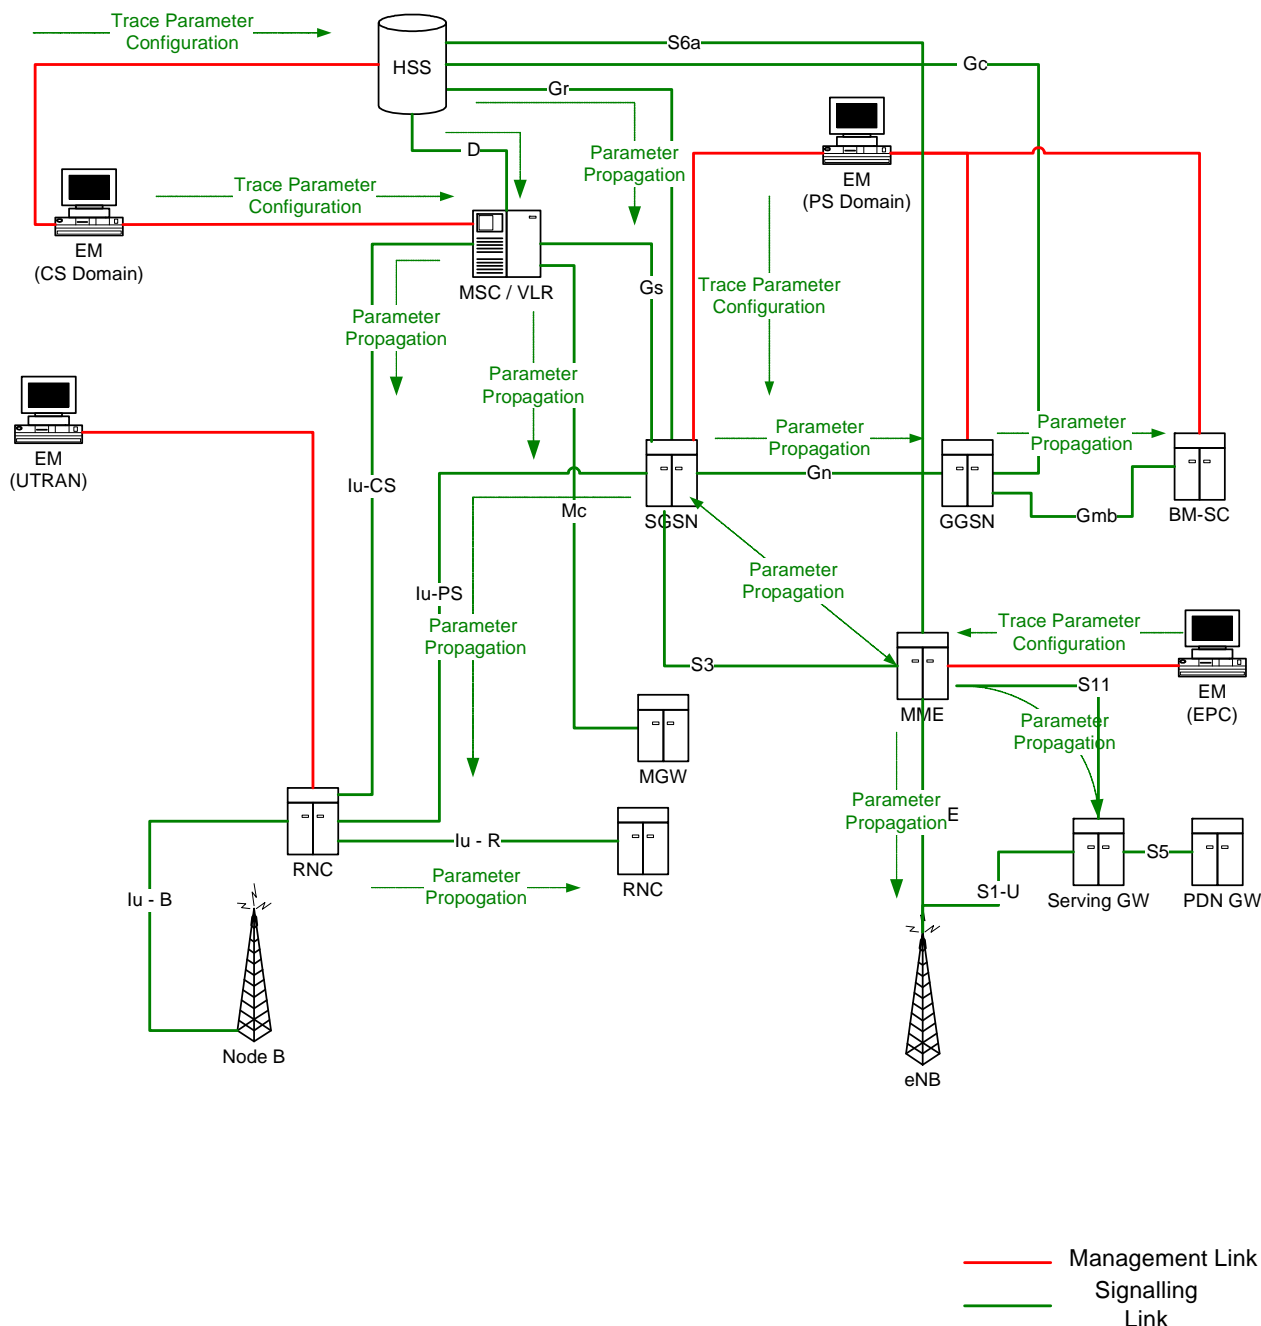 Trace Parameter
Configuration
HSS
S6a
Gc
Gr
D
Parameter
Propagation
EM
(PS Domain)
Trace Parameter
Configuration
EM
(CS Domain)
MSC / VLR
Gs
Trace Parameter
Configuration
Parameter
Propagation
Parameter
Propagation
Parameter
Propagation
Parameter
Propagation
EM
(UTRAN)
Iu-CS
Gn
Mc
SGSN
GGSN
Gmb
BM-SC
Iu-PS
Parameter
Propagation
Parameter
Propagation
Trace Parameter
Configuration
S3
MME
S11
EM
(EPC)
Parameter
Propagation
MGW
Parameter
Propagation
E
RNC
Iu - R
RNC
Parameter
Propogation
Iu - B
S1-U
Serving GW
S5
PDN GW
Node B
eNB
Management Link
Signalling
Link